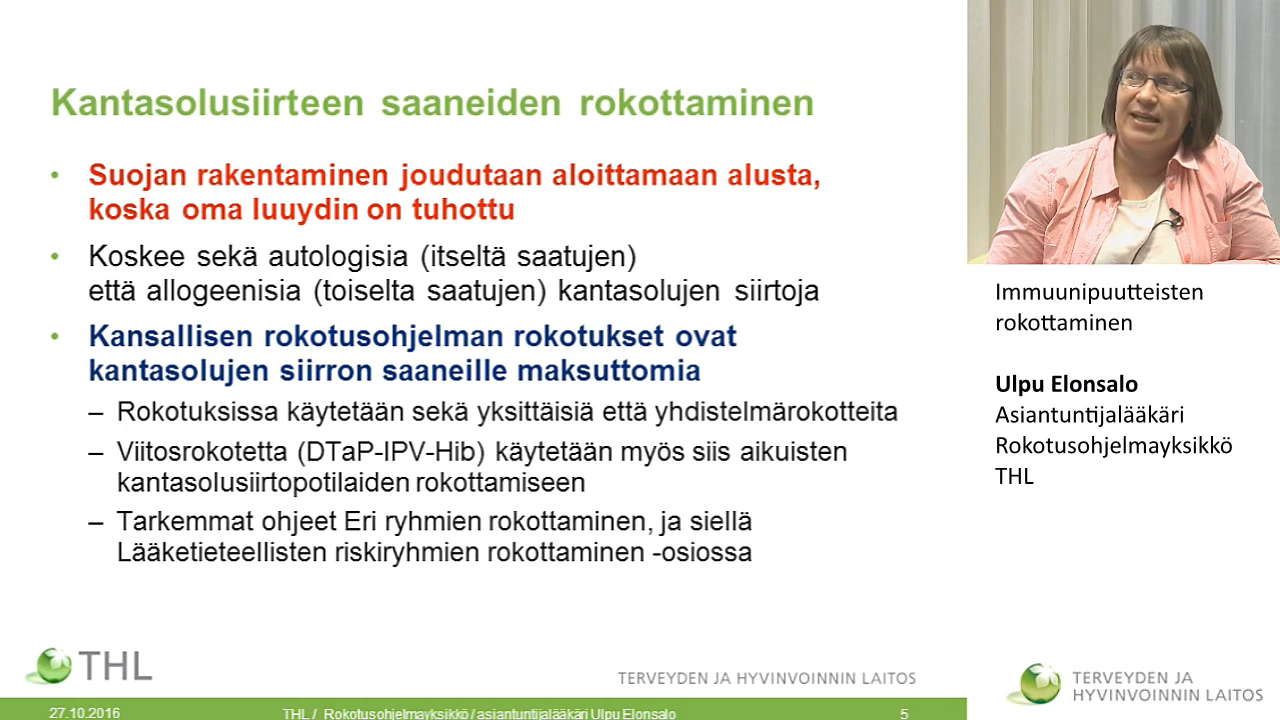 Kantasolusiirteen saaneiden rokottaminen
• Suojan rakentaminen joudutaan aloittamaan alusta,
koska oma luuydin on tuhottu
• Koskee sekä autologisia (itseltä saatujen)
että allogeenisia (toiselta saatujen) kantasolujen siirtoja
• Kansallisen rokotusohjelman rokotukset ovat
kantasolujen siirron saaneille maksuttomia
– Rokotuksissa käytetään sekä yksittäisiä että yhdistelmärokotteita
– Viitosrokotetta (DTaP-IPV-Hib) käytetään myös siis aikuisten
kantasolusiirtopotilaiden rokottamiseen
– Tarkemmat ohjeet Eri ryhmien rokottaminen, ja siellä
Lääketieteellisten riskiryhmien rokottaminen -osiossa
THL
TERVEYDEN JA HYVINVOINNIN LAITOS
27.10.2016
THL / Rokotusohjelmayksikkö / asiantuntijalääkäri Ulpu Elonsalo
5
Immuunipuutteisten
rokottaminen
Ulpu Elonsalo
Asiantuntijalääkäri
Rokotusohjelmayksikkö
THL
TERVEYDEN JA
HYVINVOINNIN LAITOS